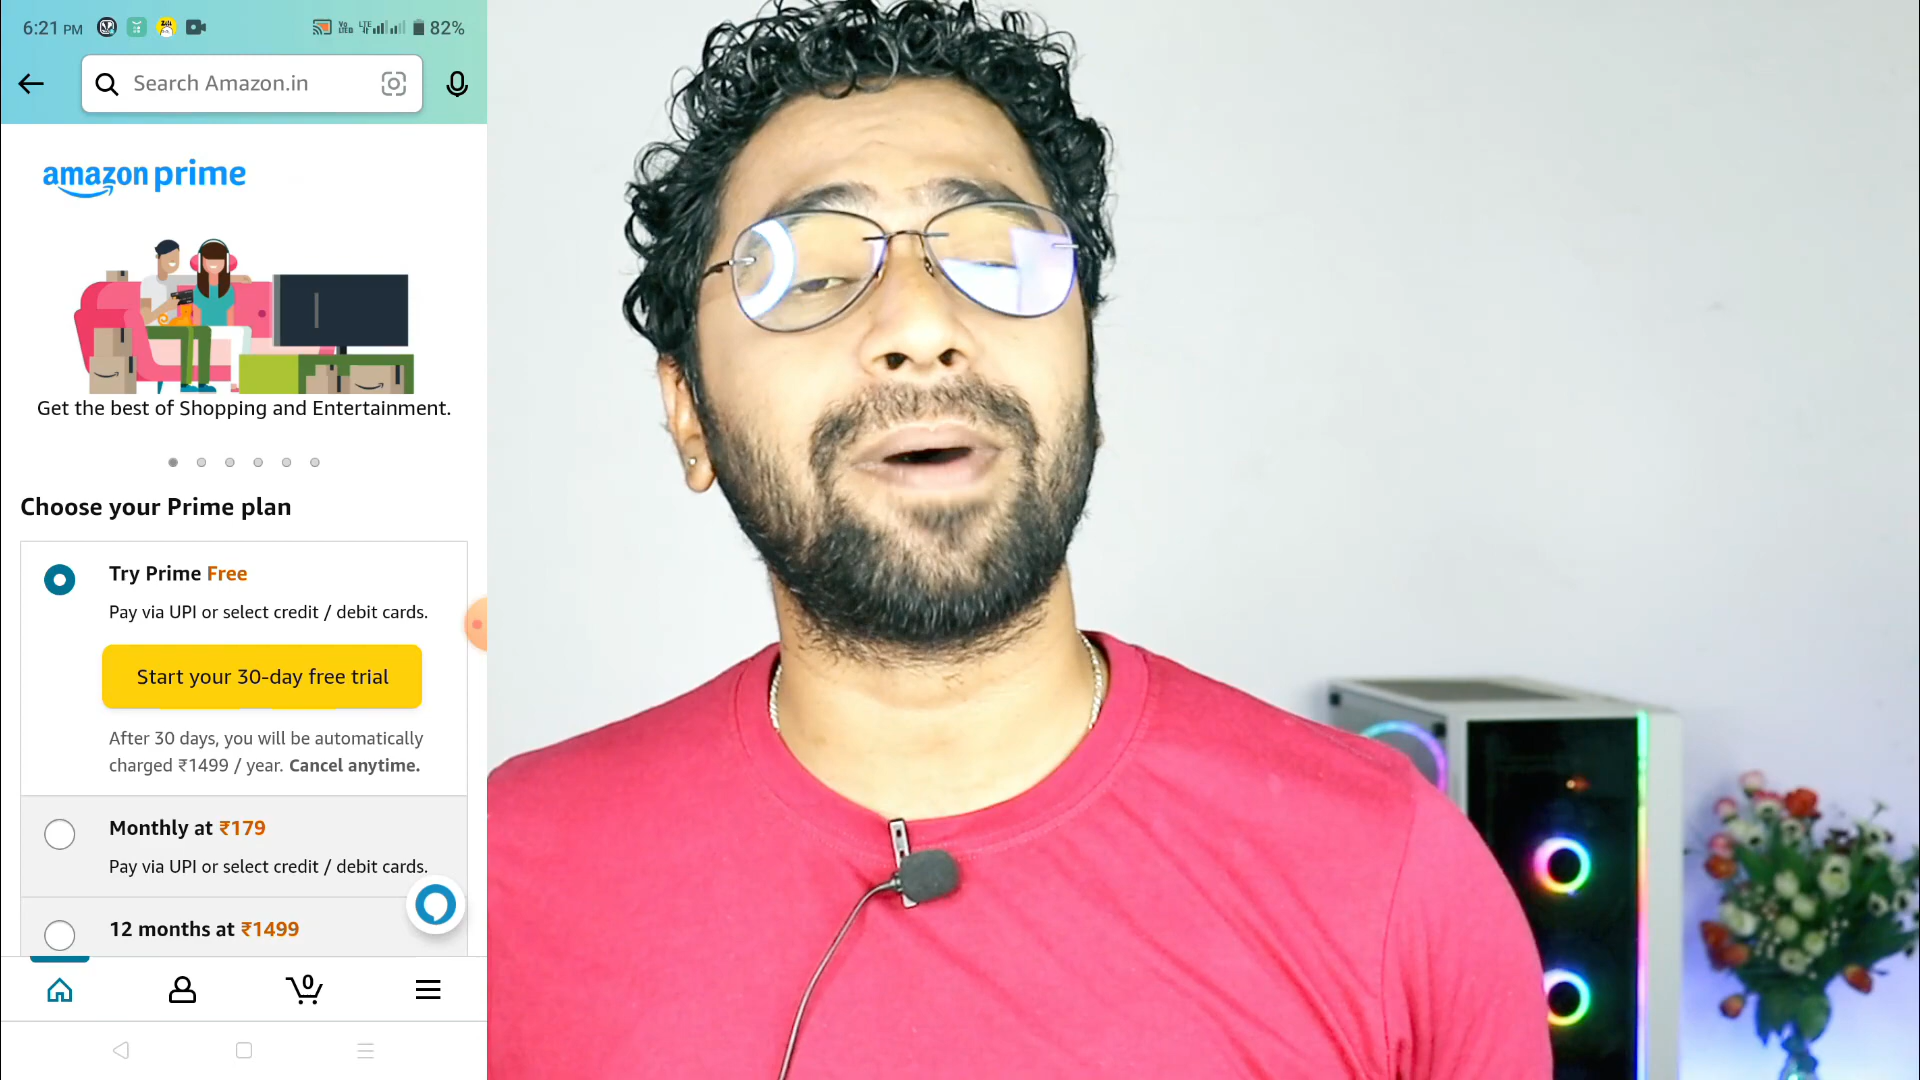 6:21 PM
82%
Search Amazon.in
amazon prime
Get the best of Shopping and Entertainment.
Choose your Prime plan
Try Prime Free
Pay via UPI or select credit / debit cards.
Start your 30-day free trial
After 30 days, you will be automatically
charged ₹1499 / year. Cancel anytime.
Monthly at ₹179
Pay via UPI or select credit / debit cards.
12 months at ₹1499
0